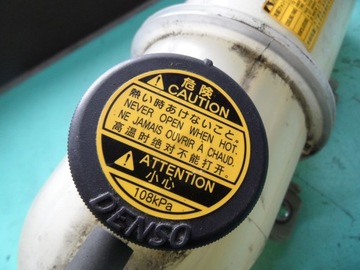 危険
CAUTION
熱い時あけないこと。
NEVER OPEN WHEN HOT.
NE JAMAIS OUVRIR À CHAUD.
高温时绝对不能打开。
ATTENTION
小心
108kPa
DENSO